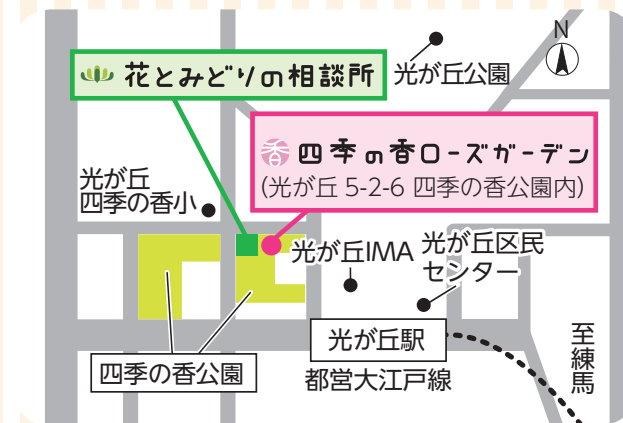 N
花とみどりの相談所
光が丘公園
香 四季の香ローズガーデン
(光が丘 5-2-6 四季の香公園内)
光が丘
四季の香小
光が丘IMA
光が丘区民
センター
光が丘駅
都営大江戸線
四季の香公園
至練馬